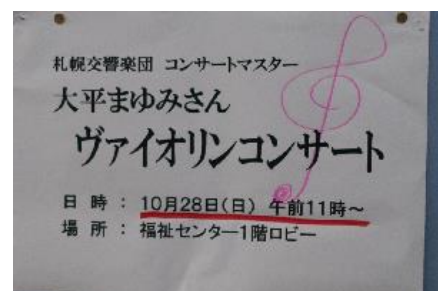 札幌交響楽団 コンサートマスター
大平まゆみさん
ヴァイオリンコンサート
日 時 : 10月28日(日) 午前11時～
場 所 : 福祉センター1階ロビー